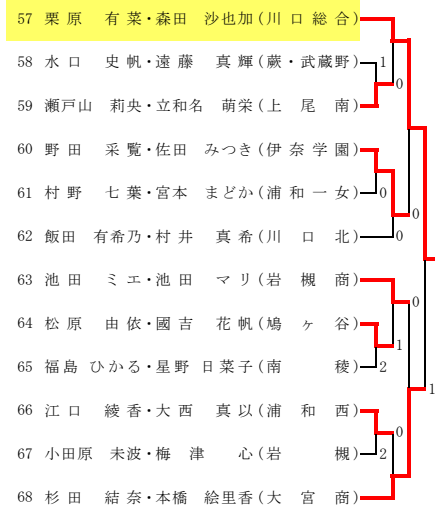 57 栗原 有菜・森田 沙也加(川口総合)
58 水口 史帆・遠藤 真輝(蕨・武蔵野)
1
0
59 瀬戸山 莉央・立和名 萌栄(上尾南)
60 野田 采覧・佐田 みつき(伊奈学園)
61 村野 七葉・宮本 まどか(浦和一女)
0
0
62 飯田 有希乃・村井 真希(川口北)
0
63 池田 ミエ・池田 マリ(岩槻商)
0
64 松原 由依・國吉 花帆(鳩ヶ谷)
1
65 福島 ひかる・星野 日菜子(南稜)
2
1
66 江口 綾香・大西 真以(浦和西)
0
67 小田原 未波・梅津 心(岩槻)
2
68 杉田 結奈・本橋 絵里香(大宮商)